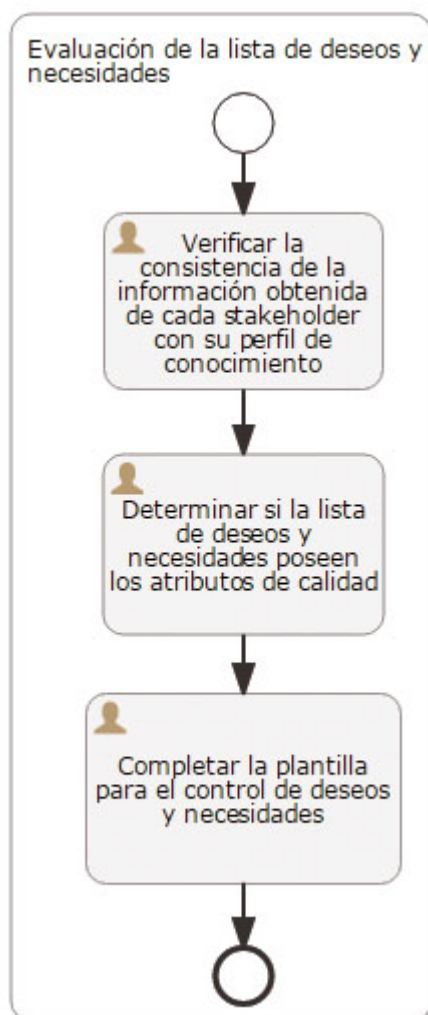 Evaluación de la lista de deseos y
necesidades
Verificar la
consistencia de la
información obtenida
de cada stakeholder
con su perfil de
conocimiento
Determinar si la lista
de deseos y
necesidades poseen
los atributos de calidad
Completar la plantilla
para el control de deseos
y necesidades